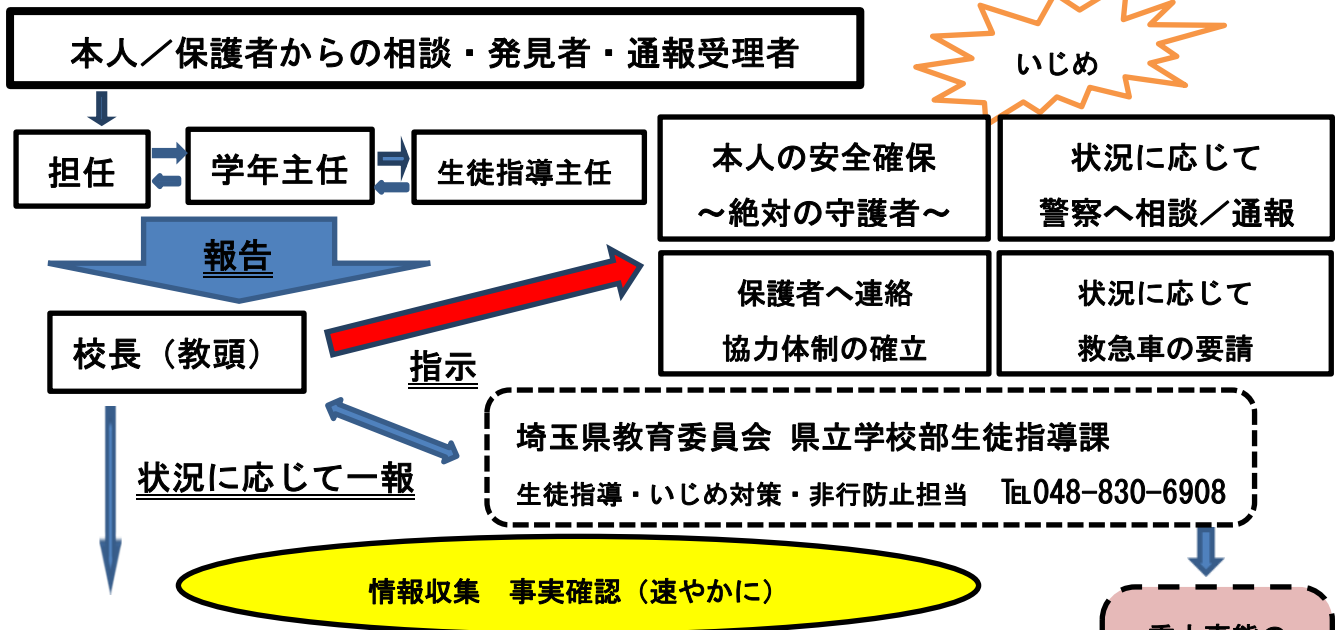 本人／保護者からの相談・発見者・通報受理者
いじめ
担任
学年主任
生徒指導主任
本人の安全確保
～絶対の守護者～
状況に応じて
警察へ相談／通報
報告
保護者へ連絡
協力体制の確立
状況に応じて
救急車の要請
校長（教頭）
指示
埼玉県教育委員会 県立学校部生徒指導課
生徒指導・いじめ対策・非行防止担当 ℡048-830-6908
状況に応じて一報
情報収集 事実確認（速やかに）